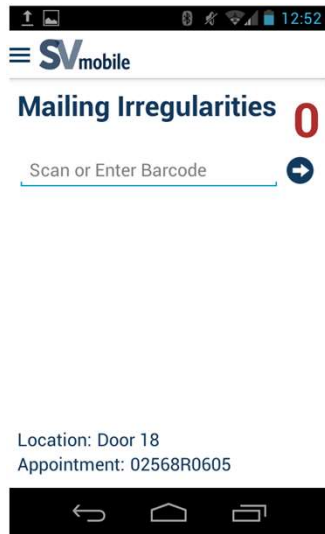 12:52
SVmobile
Mailing Irregularities 0
Scan or Enter Barcode
Location: Door 18
Appointment: 02568R0605